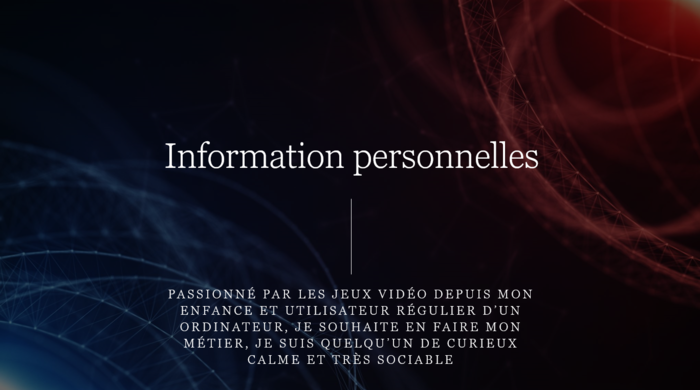 Information personnelles
PASSIONNÉ PAR LES JEUX VIDÉO DEPUIS MON
ENFANCE ET UTILISATEUR RÉGULIER D'UN
ORDINATEUR, JE SOUHAITE EN FAIRE MON
MÉTIER, JE SUIS QUELQU'UN DE CURIEUX
CALME ET TRÈS SOCIABLE